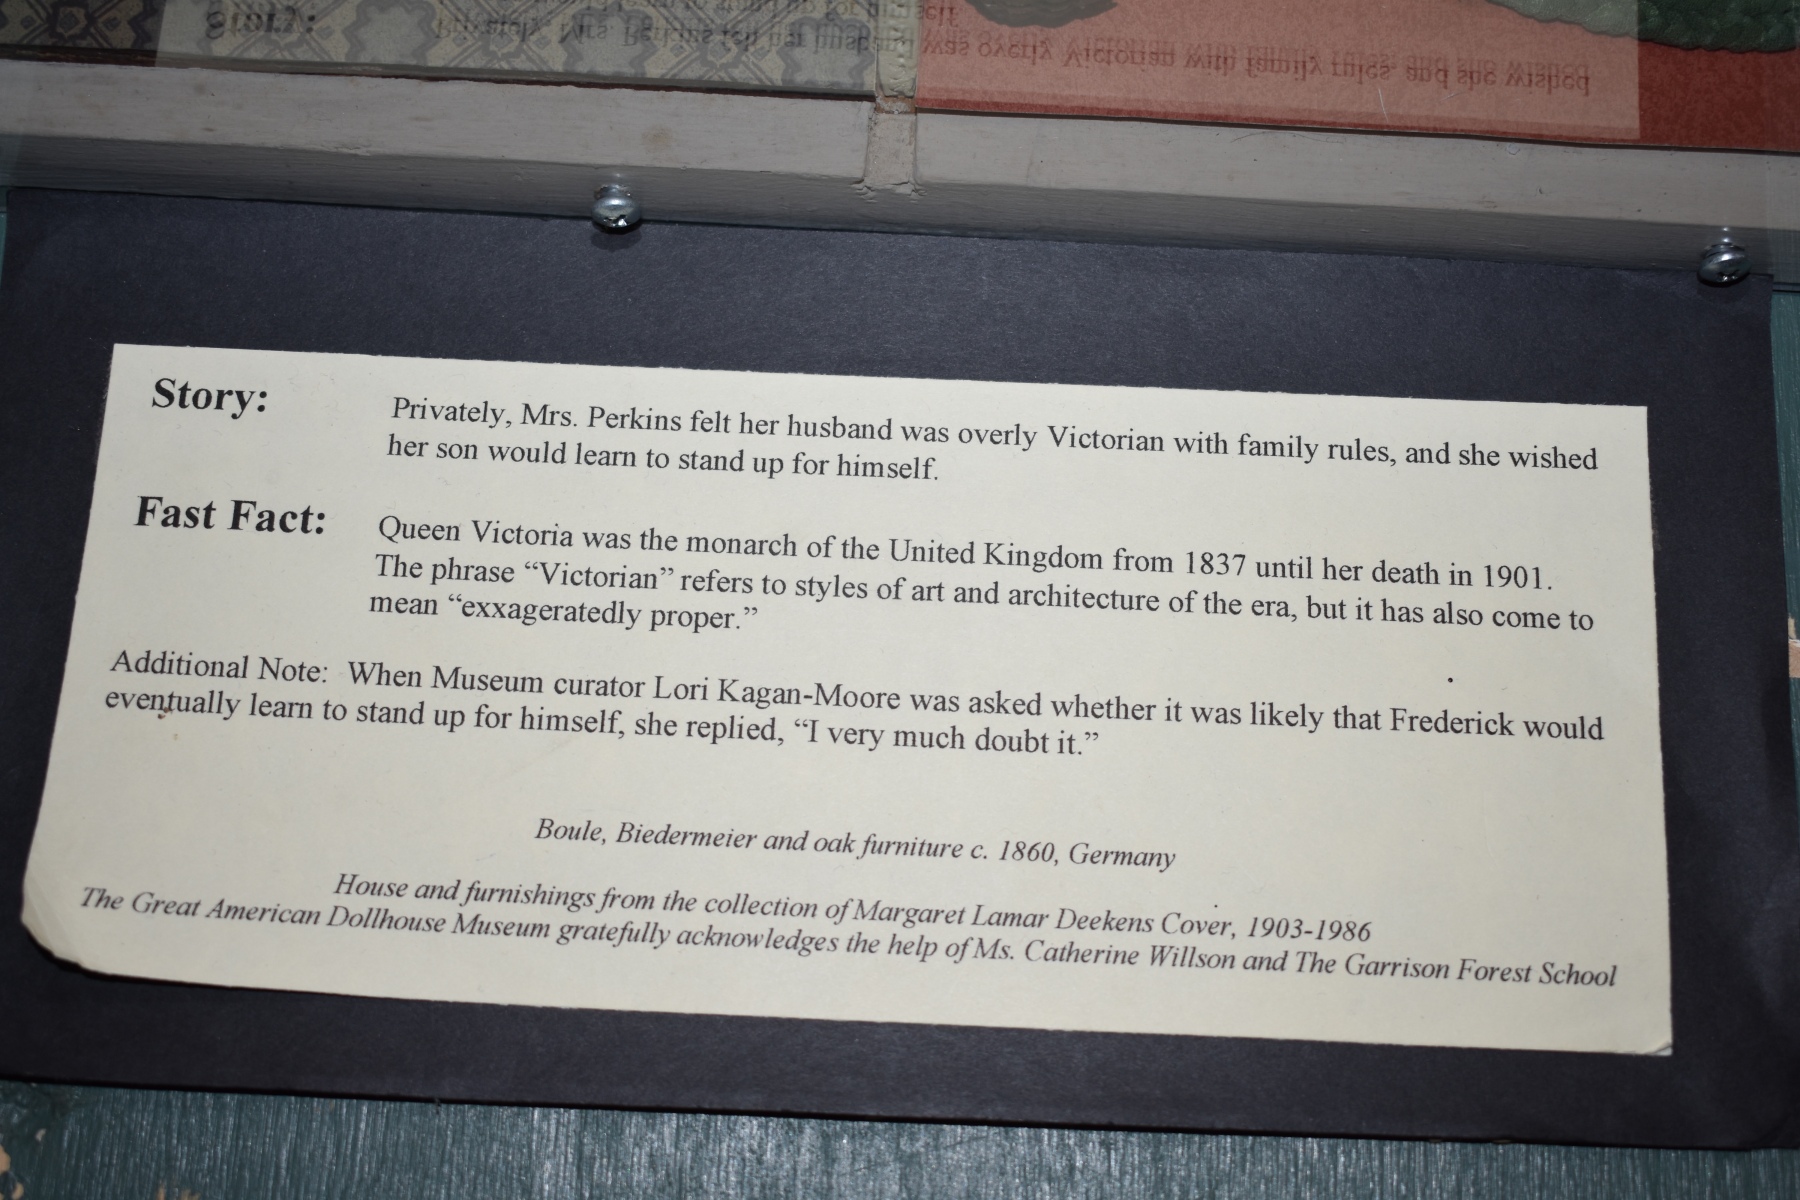 Story:
Privately, Mrs. Perkins felt her husband was overly Victorian with family rules, and she wished
her son would learn to stand up for himself.
Fast Fact:
Queen Victoria was the monarch of the United Kingdom from 1837 until her death in 1901.
The phrase “Victorian” refers to styles of art and architecture of the era, but it has also come to
mean “exxageratedly proper.”
Additional Note: When Museum curator Lori Kagan-Moore was asked whether it was likely that Frederick would
eventually learn to stand up for himself, she replied, “I very much doubt it.”
Boule, Biedermeier and oak furniture c. 1860, Germany
House and furnishings from the collection of Margaret Lamar Deekens Cover, 1903-1986
The Great American Dollhouse Museum gratefully acknowledges the help of Ms. Catherine Willson and The Garrison Forest School